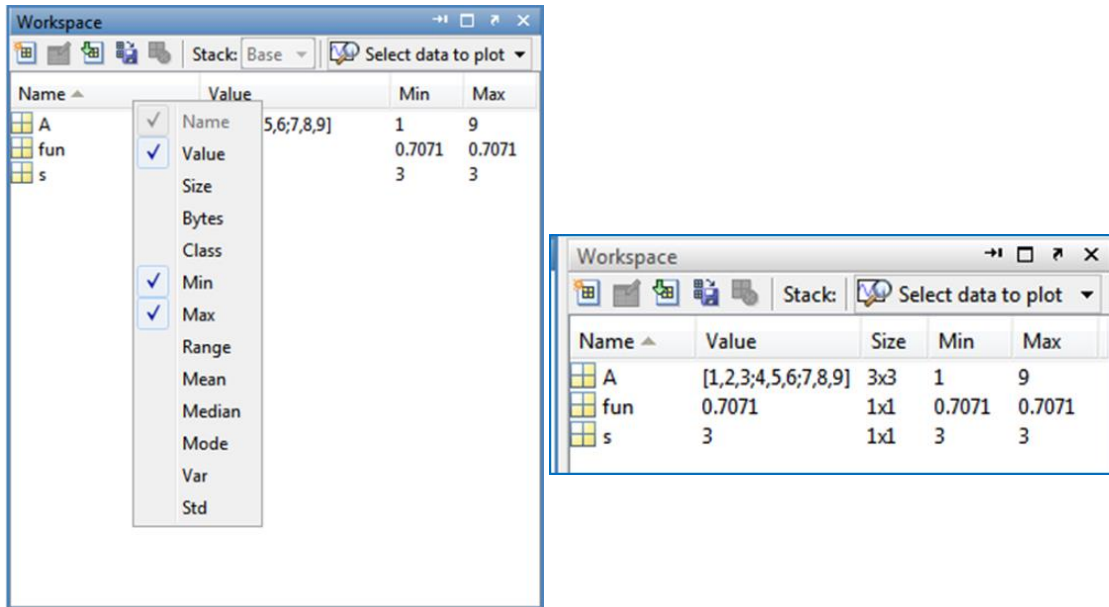 Workspace
Stack: Base Select data to plot
Name Value Min Max
A 5,6;7,8,9] 1 9
fun 0.7071 0.7071
s 3 3
Name
Value
Size
Bytes
Class
Min
Max
Range
Mean
Median
Mode
Var
Std
Workspace
Stack: Select data to plot
Name Value Size Min Max
A [1,2,3;4,5,6;7,8,9] 3x3 1 9
fun 0.7071 1x1 0.7071 0.7071
s 3 1x1 3 3